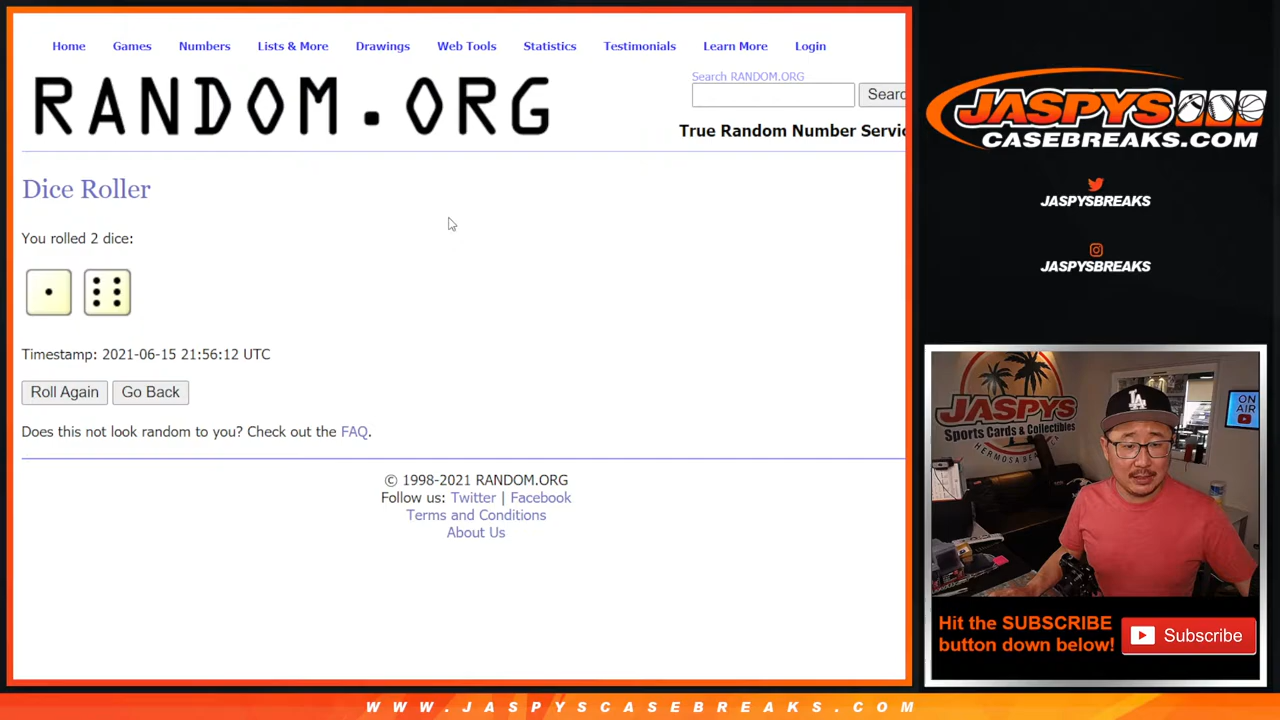 Home Games Numbers Lists & More Drawings Web Tools Statistics Testimonials Learn More Login
RANDOM.ORG
Search RANDOM.ORG
Searc
True Random Number Servic
Dice Roller
You rolled 2 dice:
Timestamp: 2021-06-15 21:56:12 UTC
Roll Again Go Back
Does this not look random to you? Check out the FAQ.
© 1998-2021 RANDOM.ORG
Follow us: Twitter | Facebook
Terms and Conditions
About Us
JASPYS
CASEBREAKS.COM
JASPYSBREAKS
JASPYSBREAKS
JASPYS
Sports Cards & Collectibles
HERMOSA BEA
LA
ON
AIR
Hit the SUBSCRIBE
button down below!
Subscribe
WWW.JASPYSCASEBREAKS.COM